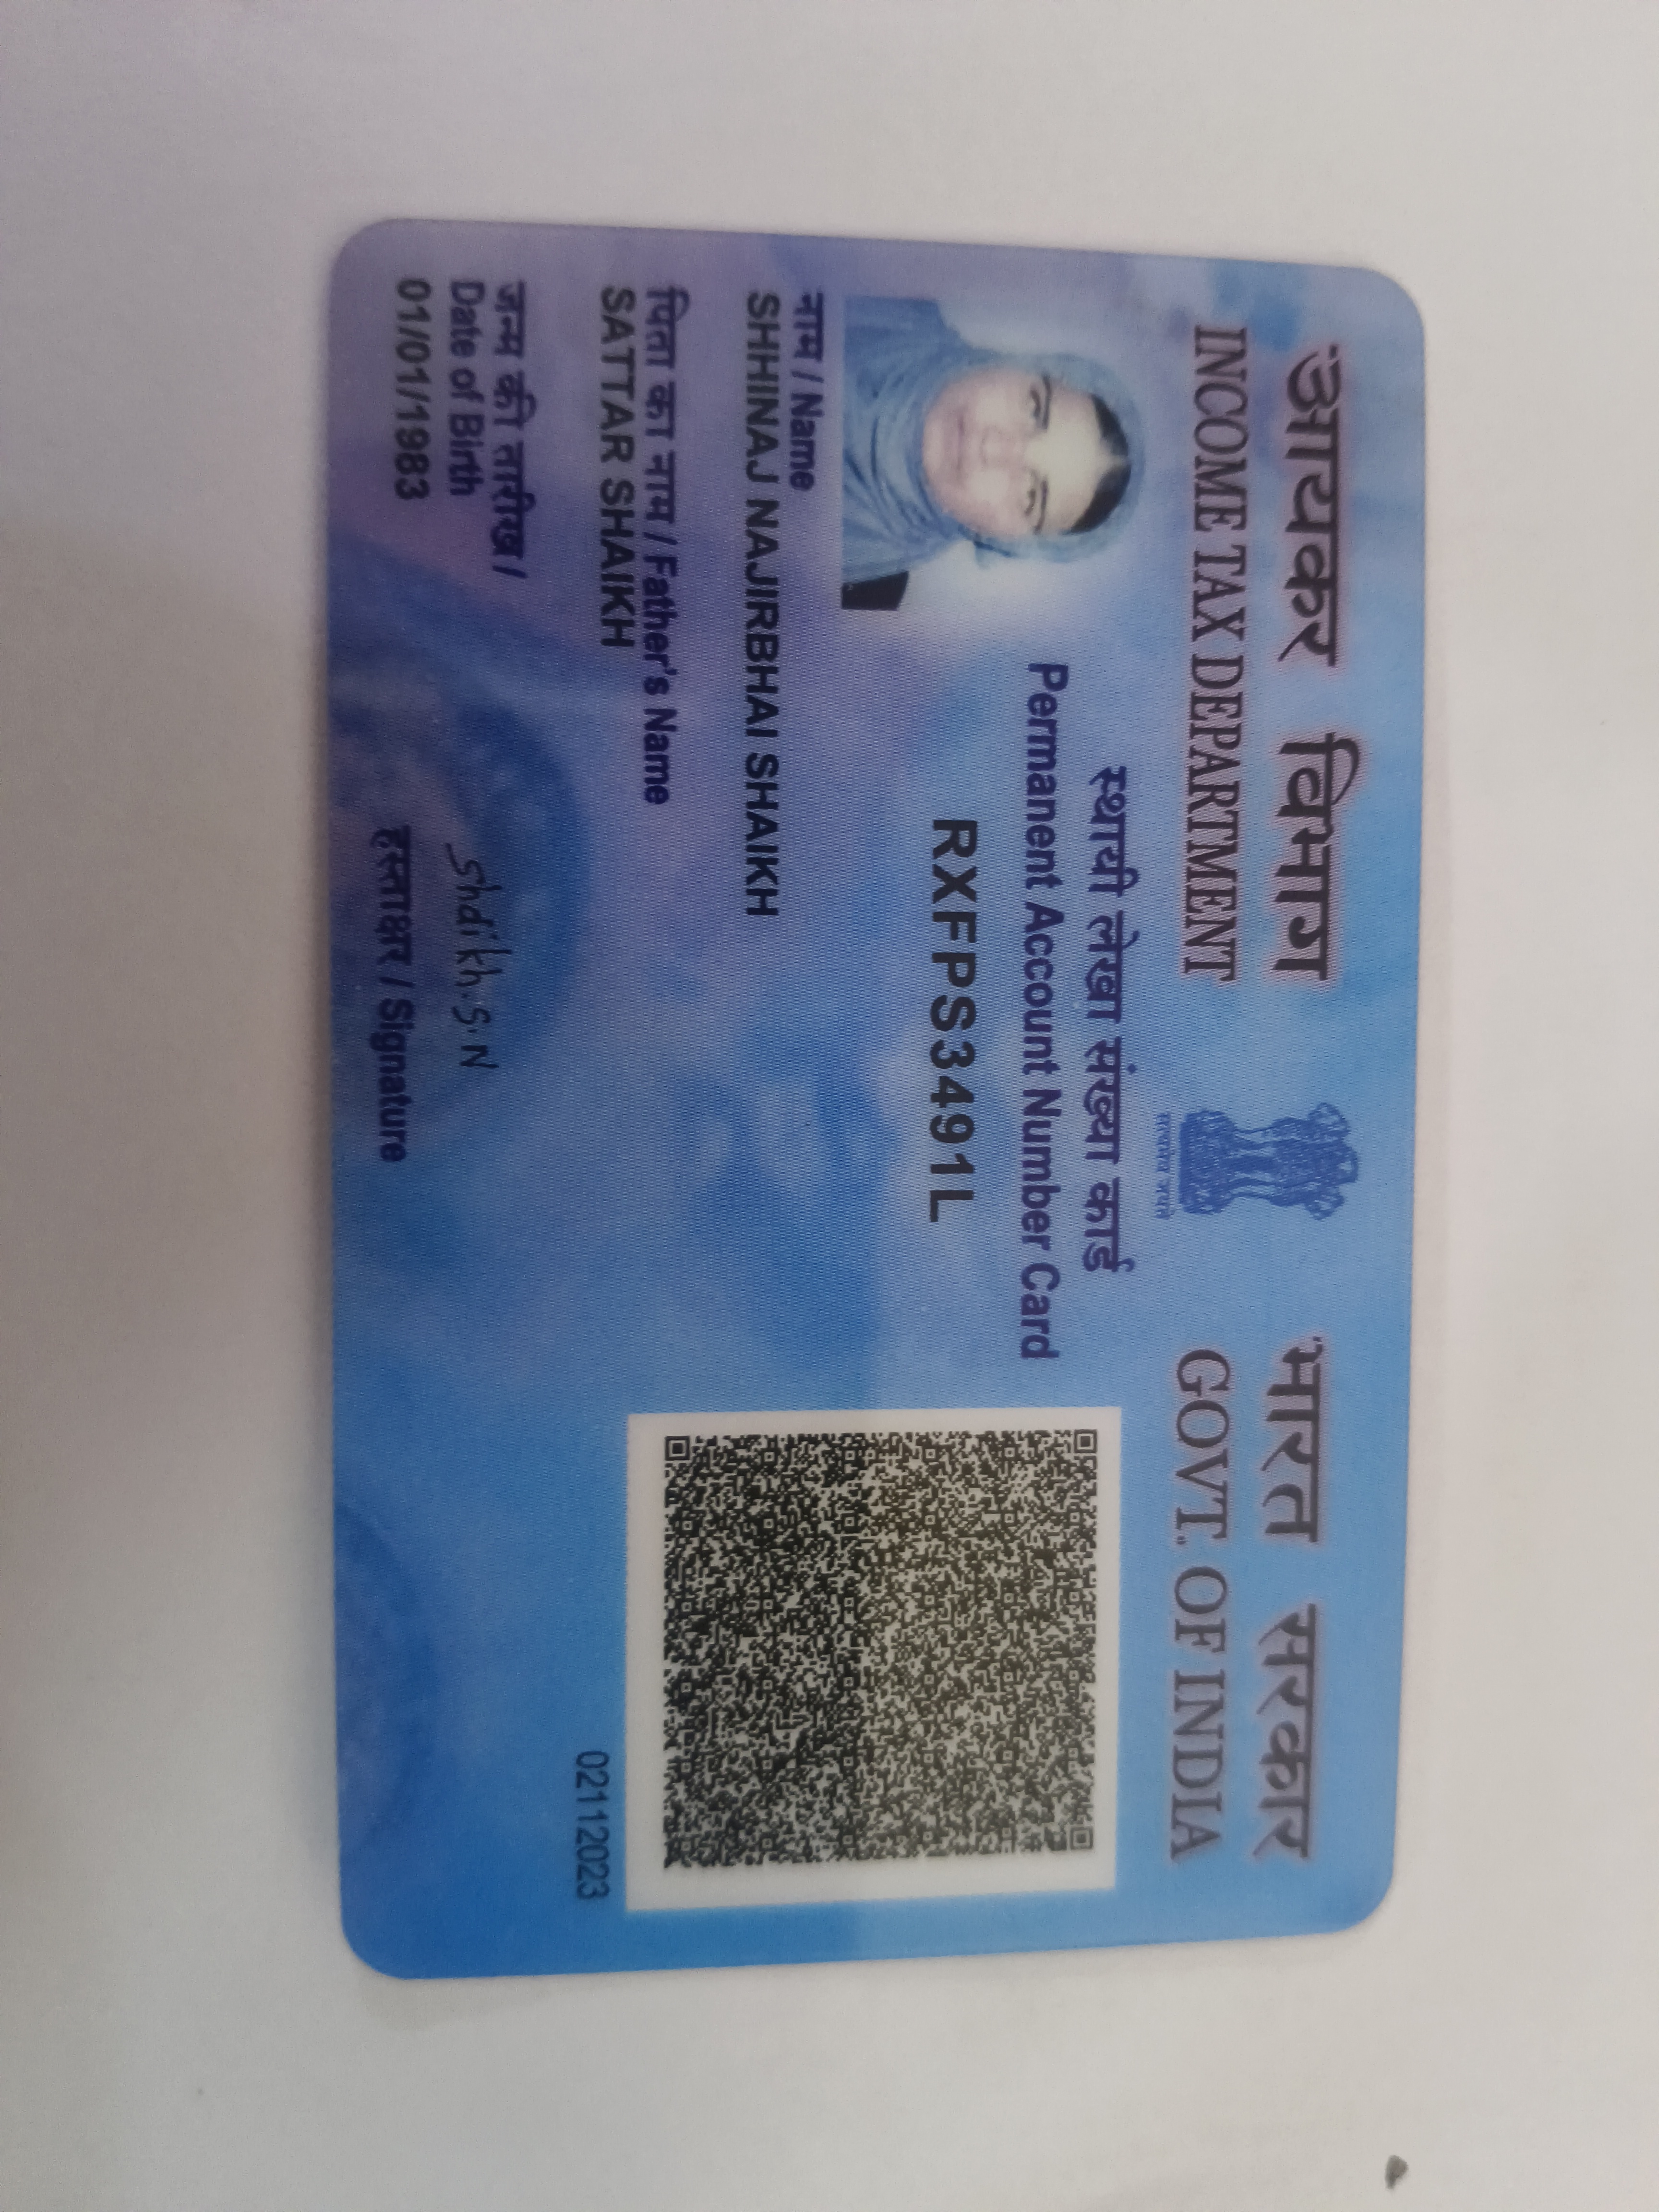 आयकर विभाग
INCOME TAX DEPARTMENT
सत्यमेव जयते
भारत सरकार
GOVT. OF INDIA
स्थायी लेखा संख्या कार्ड
Permanent Account Number Card
RXFPS3491L
नाम / Name
SHHINAJ NAJIRBHAI SHAIKH
पिता का नाम / Father's Name
SATTAR SHAIKH
02112023
जन्म की तारीख /
Date of Birth
01/01/1983
Shaikh.S.N
हस्ताक्षर / Signature